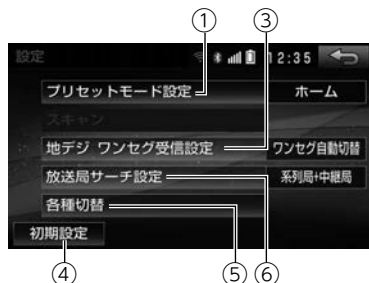 ① ③
設定 12:35
プリセットモード設定 ホーム
スキャン
地デジ ワンセグ受信設定 ワンセグ自動切替
放送局サーチ設定 系列局+中継局
各種切替
初期設定
④ ⑤ ⑥